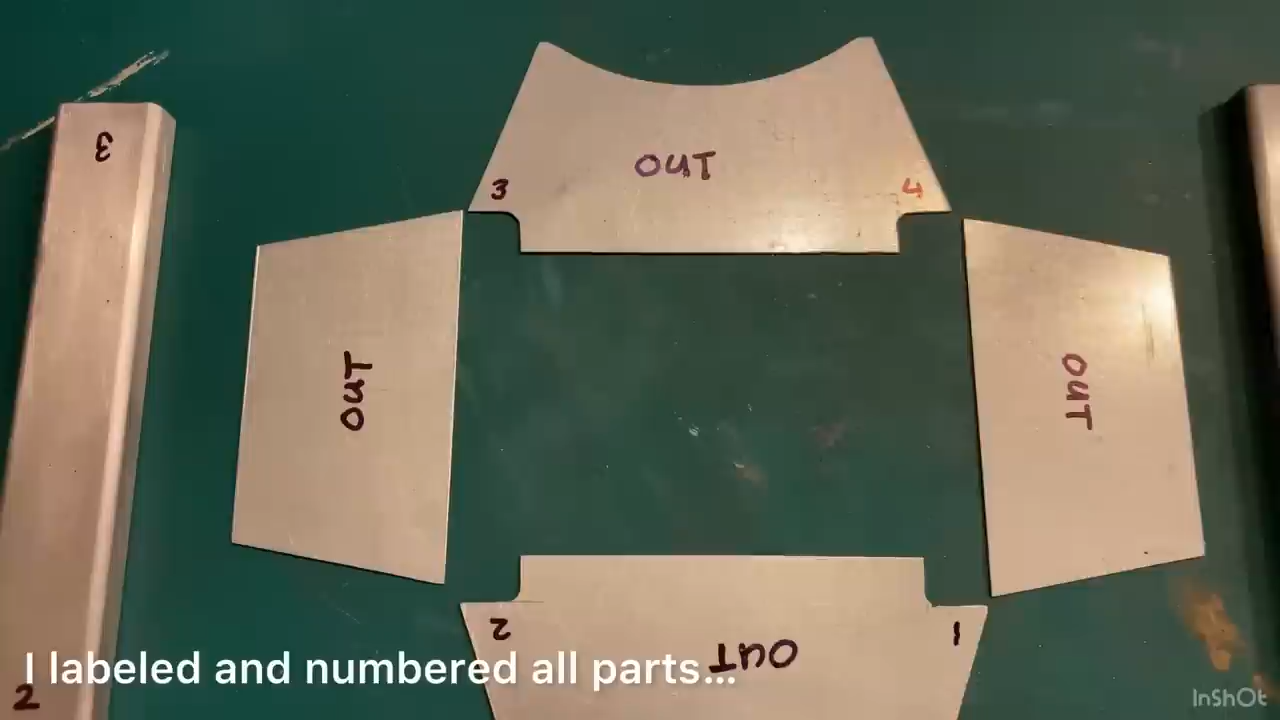 3
OUT
3
4
OUT
OUT
2
1
OUT
I labeled and numbered all parts...
2
InShOt